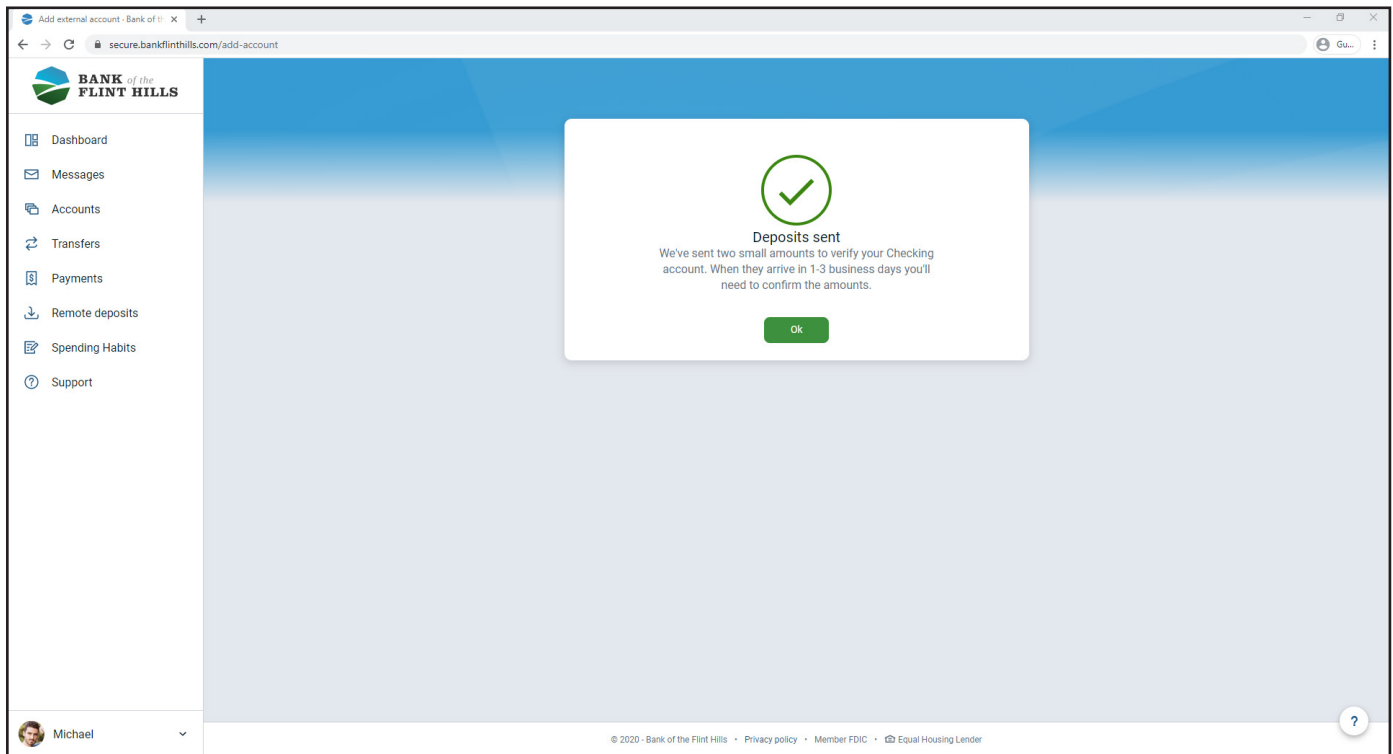 Add external account - Bank of th
secure.bankflinthills.com/add-account
Gu...
BANK of the
FLINT HILLS
Dashboard
Messages
Accounts
Transfers
Payments
Remote deposits
Spending Habits
Support
Deposits sent
We've sent two small amounts to verify your Checking
account. When they arrive in 1-3 business days you'll
need to confirm the amounts.
Ok
Michael
?
© 2020 - Bank of the Flint Hills • Privacy policy • Member FDIC • Equal Housing Lender